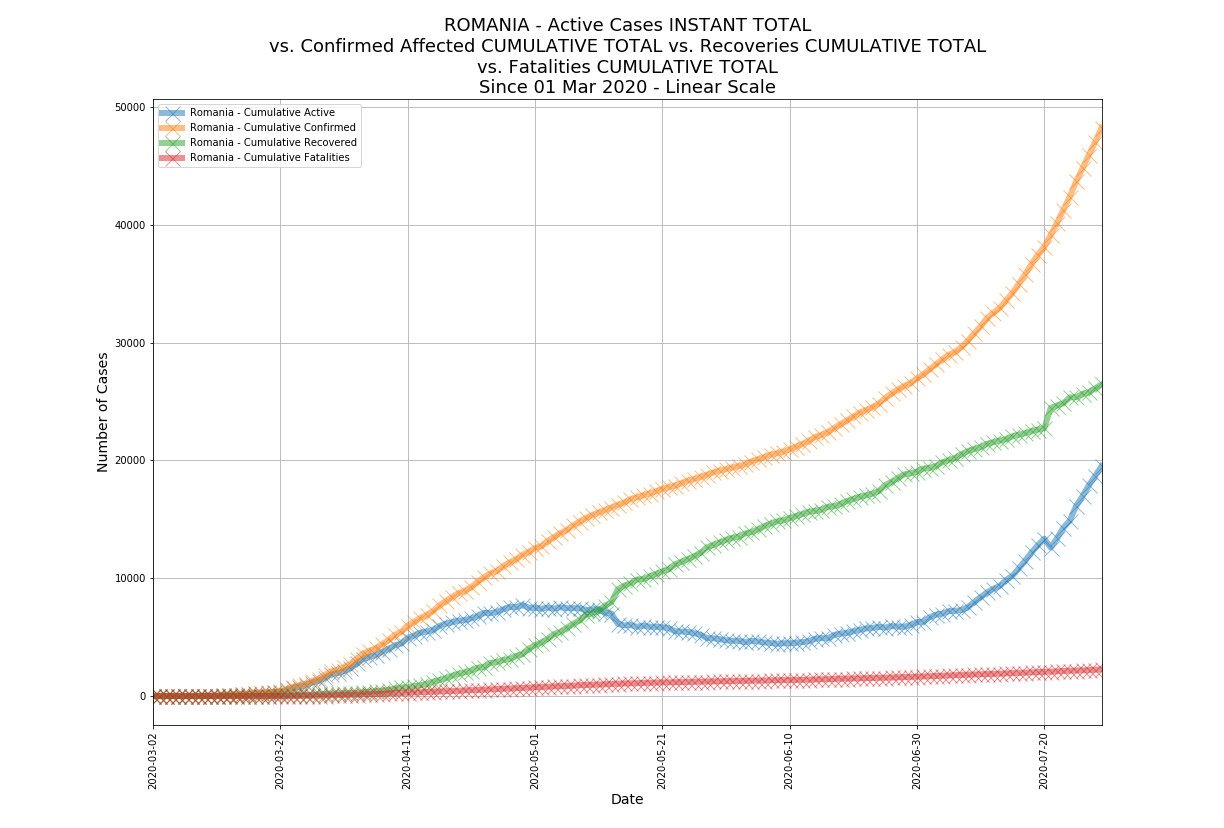 ROMANIA - Active Cases INSTANT TOTAL
vs. Confirmed Affected CUMULATIVE TOTAL vs. Recoveries CUMULATIVE TOTAL
vs. Fatalities CUMULATIVE TOTAL
Since 01 Mar 2020 - Linear Scale
Romania - Cumulative Active
Romania - Cumulative Confirmed
Romania - Cumulative Recovered
Romania - Cumulative Fatalities
Number of Cases
50000
40000
30000
20000
10000
0
2020-03-02
2020-03-22
2020-04-11
2020-05-01
2020-05-21
2020-06-10
2020-06-30
2020-07-20
Date